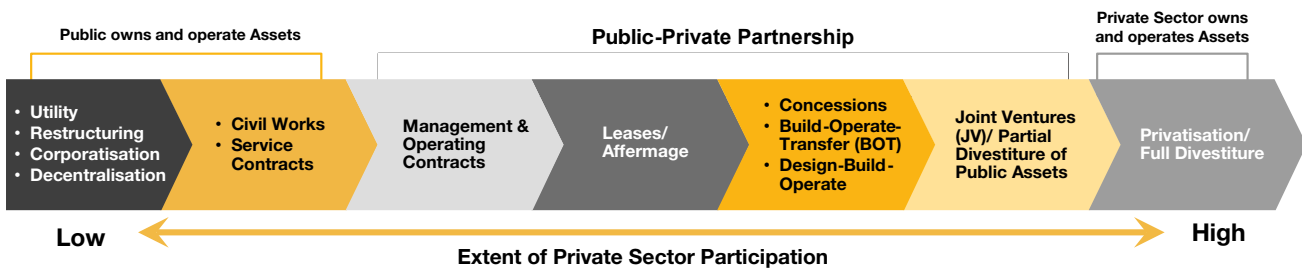 Public owns and operate Assets
Public-Private Partnership
Private Sector owns
and operates Assets
• Utility
• Restructuring
• Corporatisation
• Decentralisation
• Civil Works
• Service
Contracts
Management &
Operating
Contracts
Leases/
Affermage
• Concessions
• Build-Operate-
Transfer (BOT)
• Design-Build-
Operate
Joint Ventures
(JV)/ Partial
Divestiture of
Public Assets
Privatisation/
Full Divestiture
Low
High
Extent of Private Sector Participation